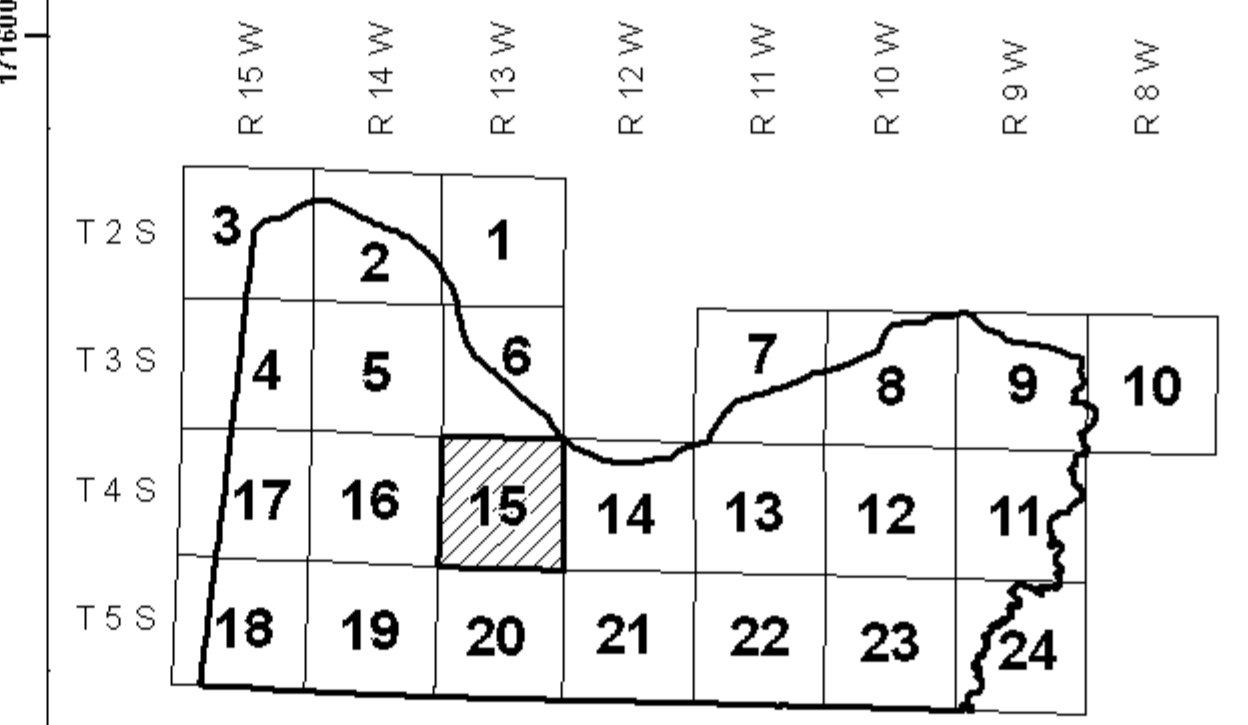 171600
R 15 W R 14 W R 13 W R 12 W R 11 W R 10 W R 9 W R 8 W
T 2 S 3 2 1
T 3 S 4 5 6 7 8 9 10
T 4 S 17 16 15 14 13 12 11
T 5 S 18 19 20 21 22 23 24